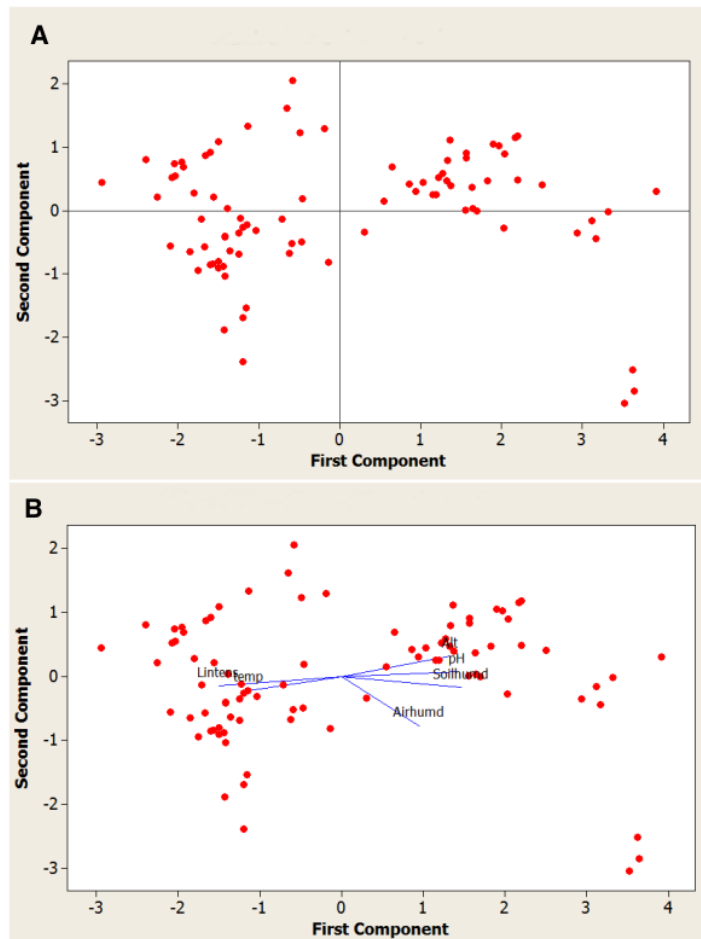 A
2
1
0
-1
-2
-3
Second Component
-3 -2 -1 0 1 2 3 4
First Component
B
2
1
0
-1
-2
-3
Second Component
Alt
pH
Lintens temp Soilhumd
Airhumd
-3 -2 -1 0 1 2 3 4
First Component